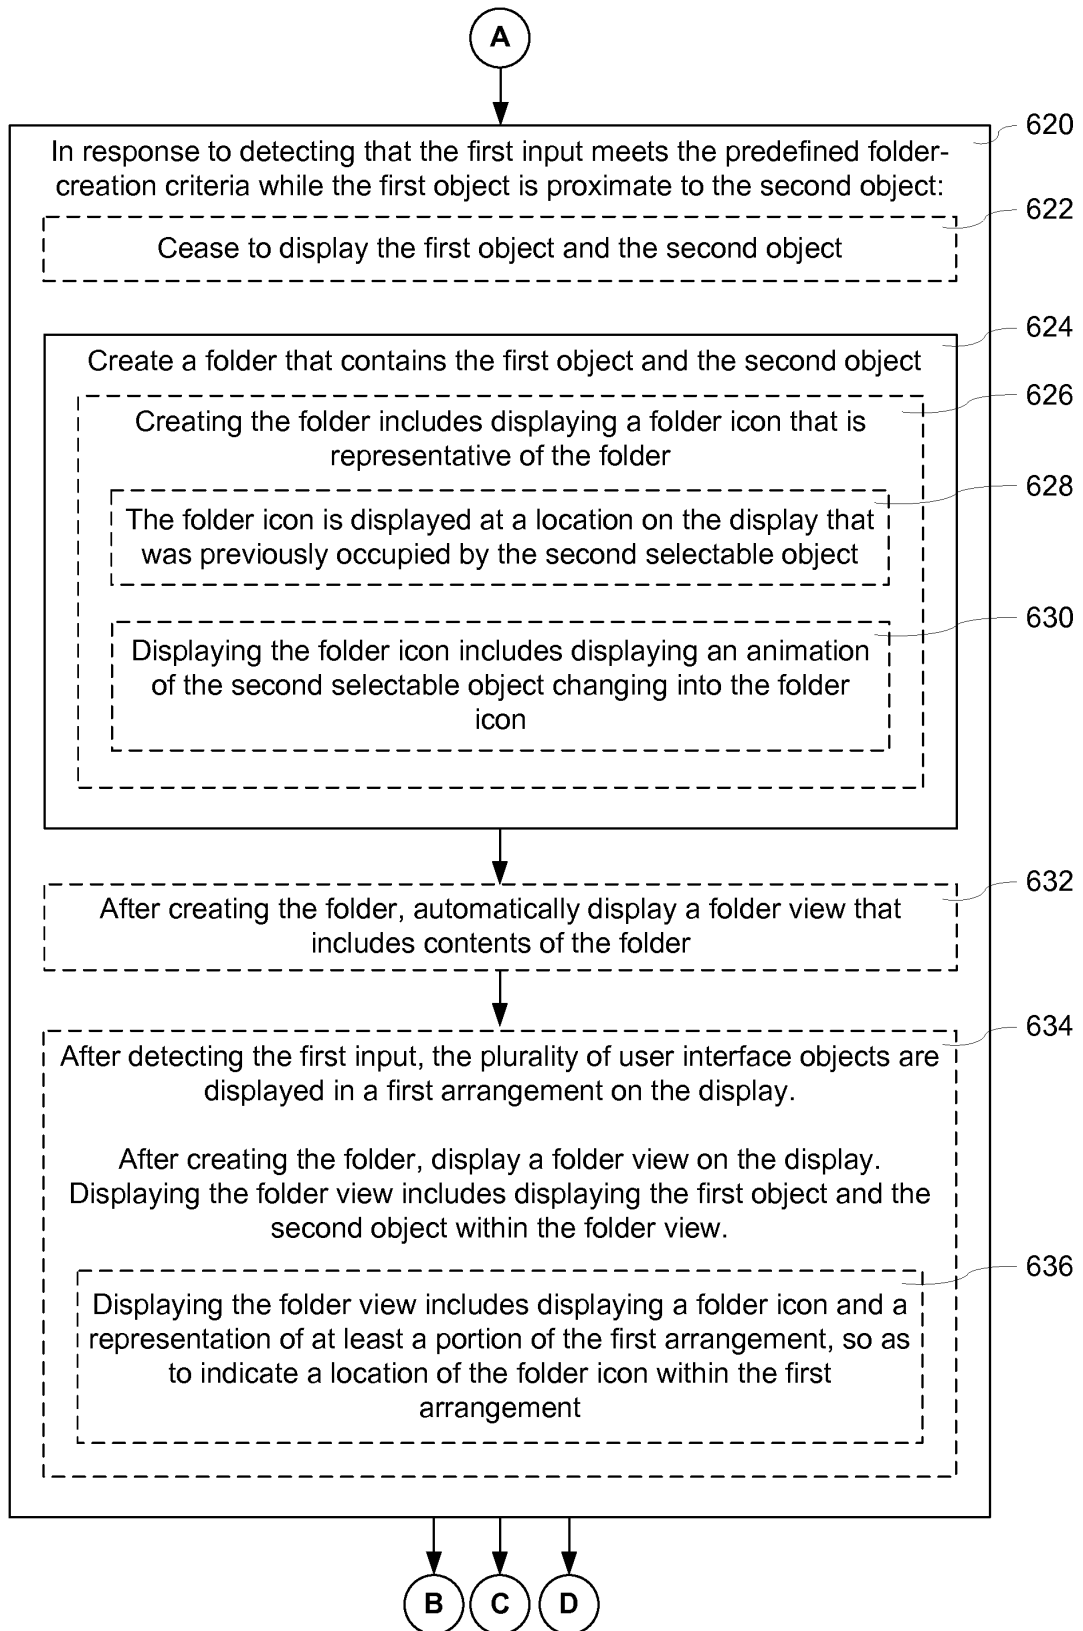 A
620
In response to detecting that the first input meets the predefined folder-
creation criteria while the first object is proximate to the second object:
622
Cease to display the first object and the second object
624
Create a folder that contains the first object and the second object
626
Creating the folder includes displaying a folder icon that is
representative of the folder
628
The folder icon is displayed at a location on the display that
was previously occupied by the second selectable object
630
Displaying the folder icon includes displaying an animation
of the second selectable object changing into the folder
icon
632
After creating the folder, automatically display a folder view that
includes contents of the folder
634
After detecting the first input, the plurality of user interface objects are
displayed in a first arrangement on the display.
After creating the folder, display a folder view on the display.
Displaying the folder view includes displaying the first object and the
second object within the folder view.
636
Displaying the folder view includes displaying a folder icon and a
representation of at least a portion of the first arrangement, so as
to indicate a location of the folder icon within the first
arrangement
B C D